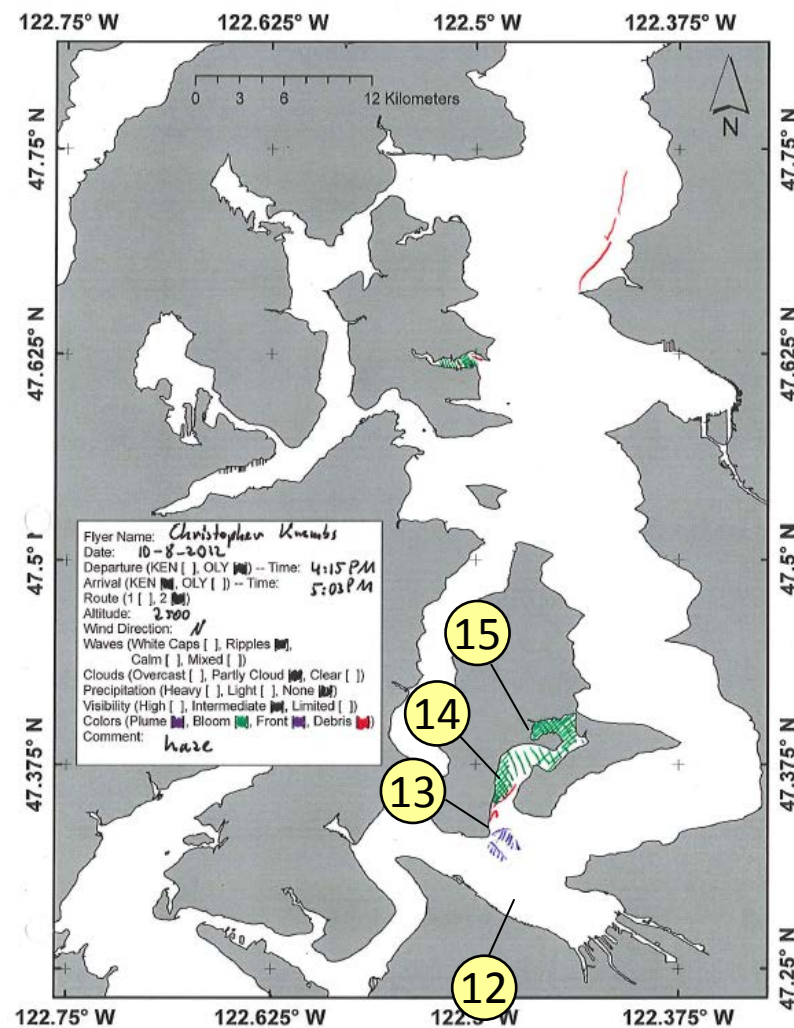 122.75° W 122.625° W 122.5° W 122.375° W
0 3 6 12 Kilometers
N
47.75° N 47.75° N
47.625° N 47.625° N
Flyer Name: Christopher Krembs
Date: 10-8-2012
Departure (KEN [ ], OLY [ ]) -- Time: 4:15 PM
Arrival (KEN [ ], OLY [ ]) -- Time: 5:03 PM
Route (1 [ ], 2 [ ])
Altitude: 2500
Wind Direction: N
Waves (White Caps [ ], Ripples [ ],
Calm [ ], Mixed [ ])
Clouds (Overcast [ ], Partly Cloud [ ], Clear [ ])
Precipitation (Heavy [ ], Light [ ], None [ ])
Visibility (High [ ], Intermediate [ ], Limited [ ])
Colors (Plume [ ], Bloom [ ], Front [ ], Debris [ ])
Comment: haze
47.5° N 47.5° N
15
14
47.375° N 47.375° N
13
12
47.25° N 47.25° N
122.75° W 122.625° W 122.5° W 122.375° W